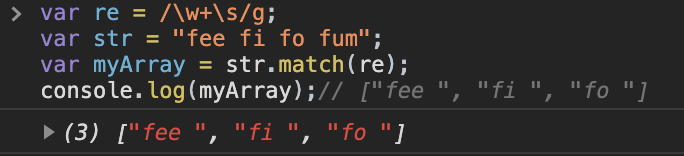 > var re = /\w+\s/g;
var str = "fee fi fo fum";
var myArray = str.match(re);
console.log(myArray);// ["fee ", "fi ", "fo "]
▶(3) ["fee ", "fi ", "fo "]